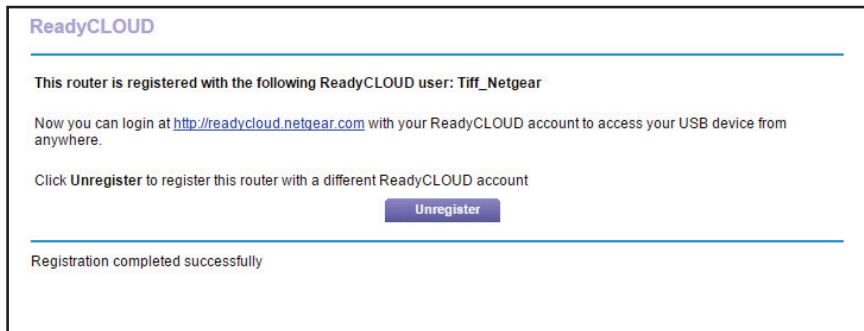 ReadyCLOUD
This router is registered with the following ReadyCLOUD user: Tiff_Netgear
Now you can login at http://readycloud.netgear.com with your ReadyCLOUD account to access your USB device from
anywhere.
Click Unregister to register this router with a different ReadyCLOUD account
Unregister
Registration completed successfully